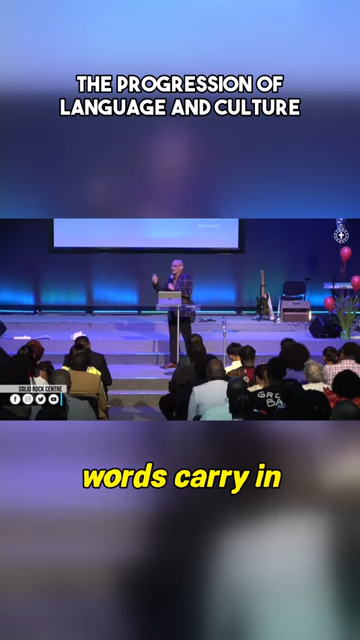 THE PROGRESSION OF
LANGUAGE AND CULTURE
SOLID ROCK CENTRE
words carry in